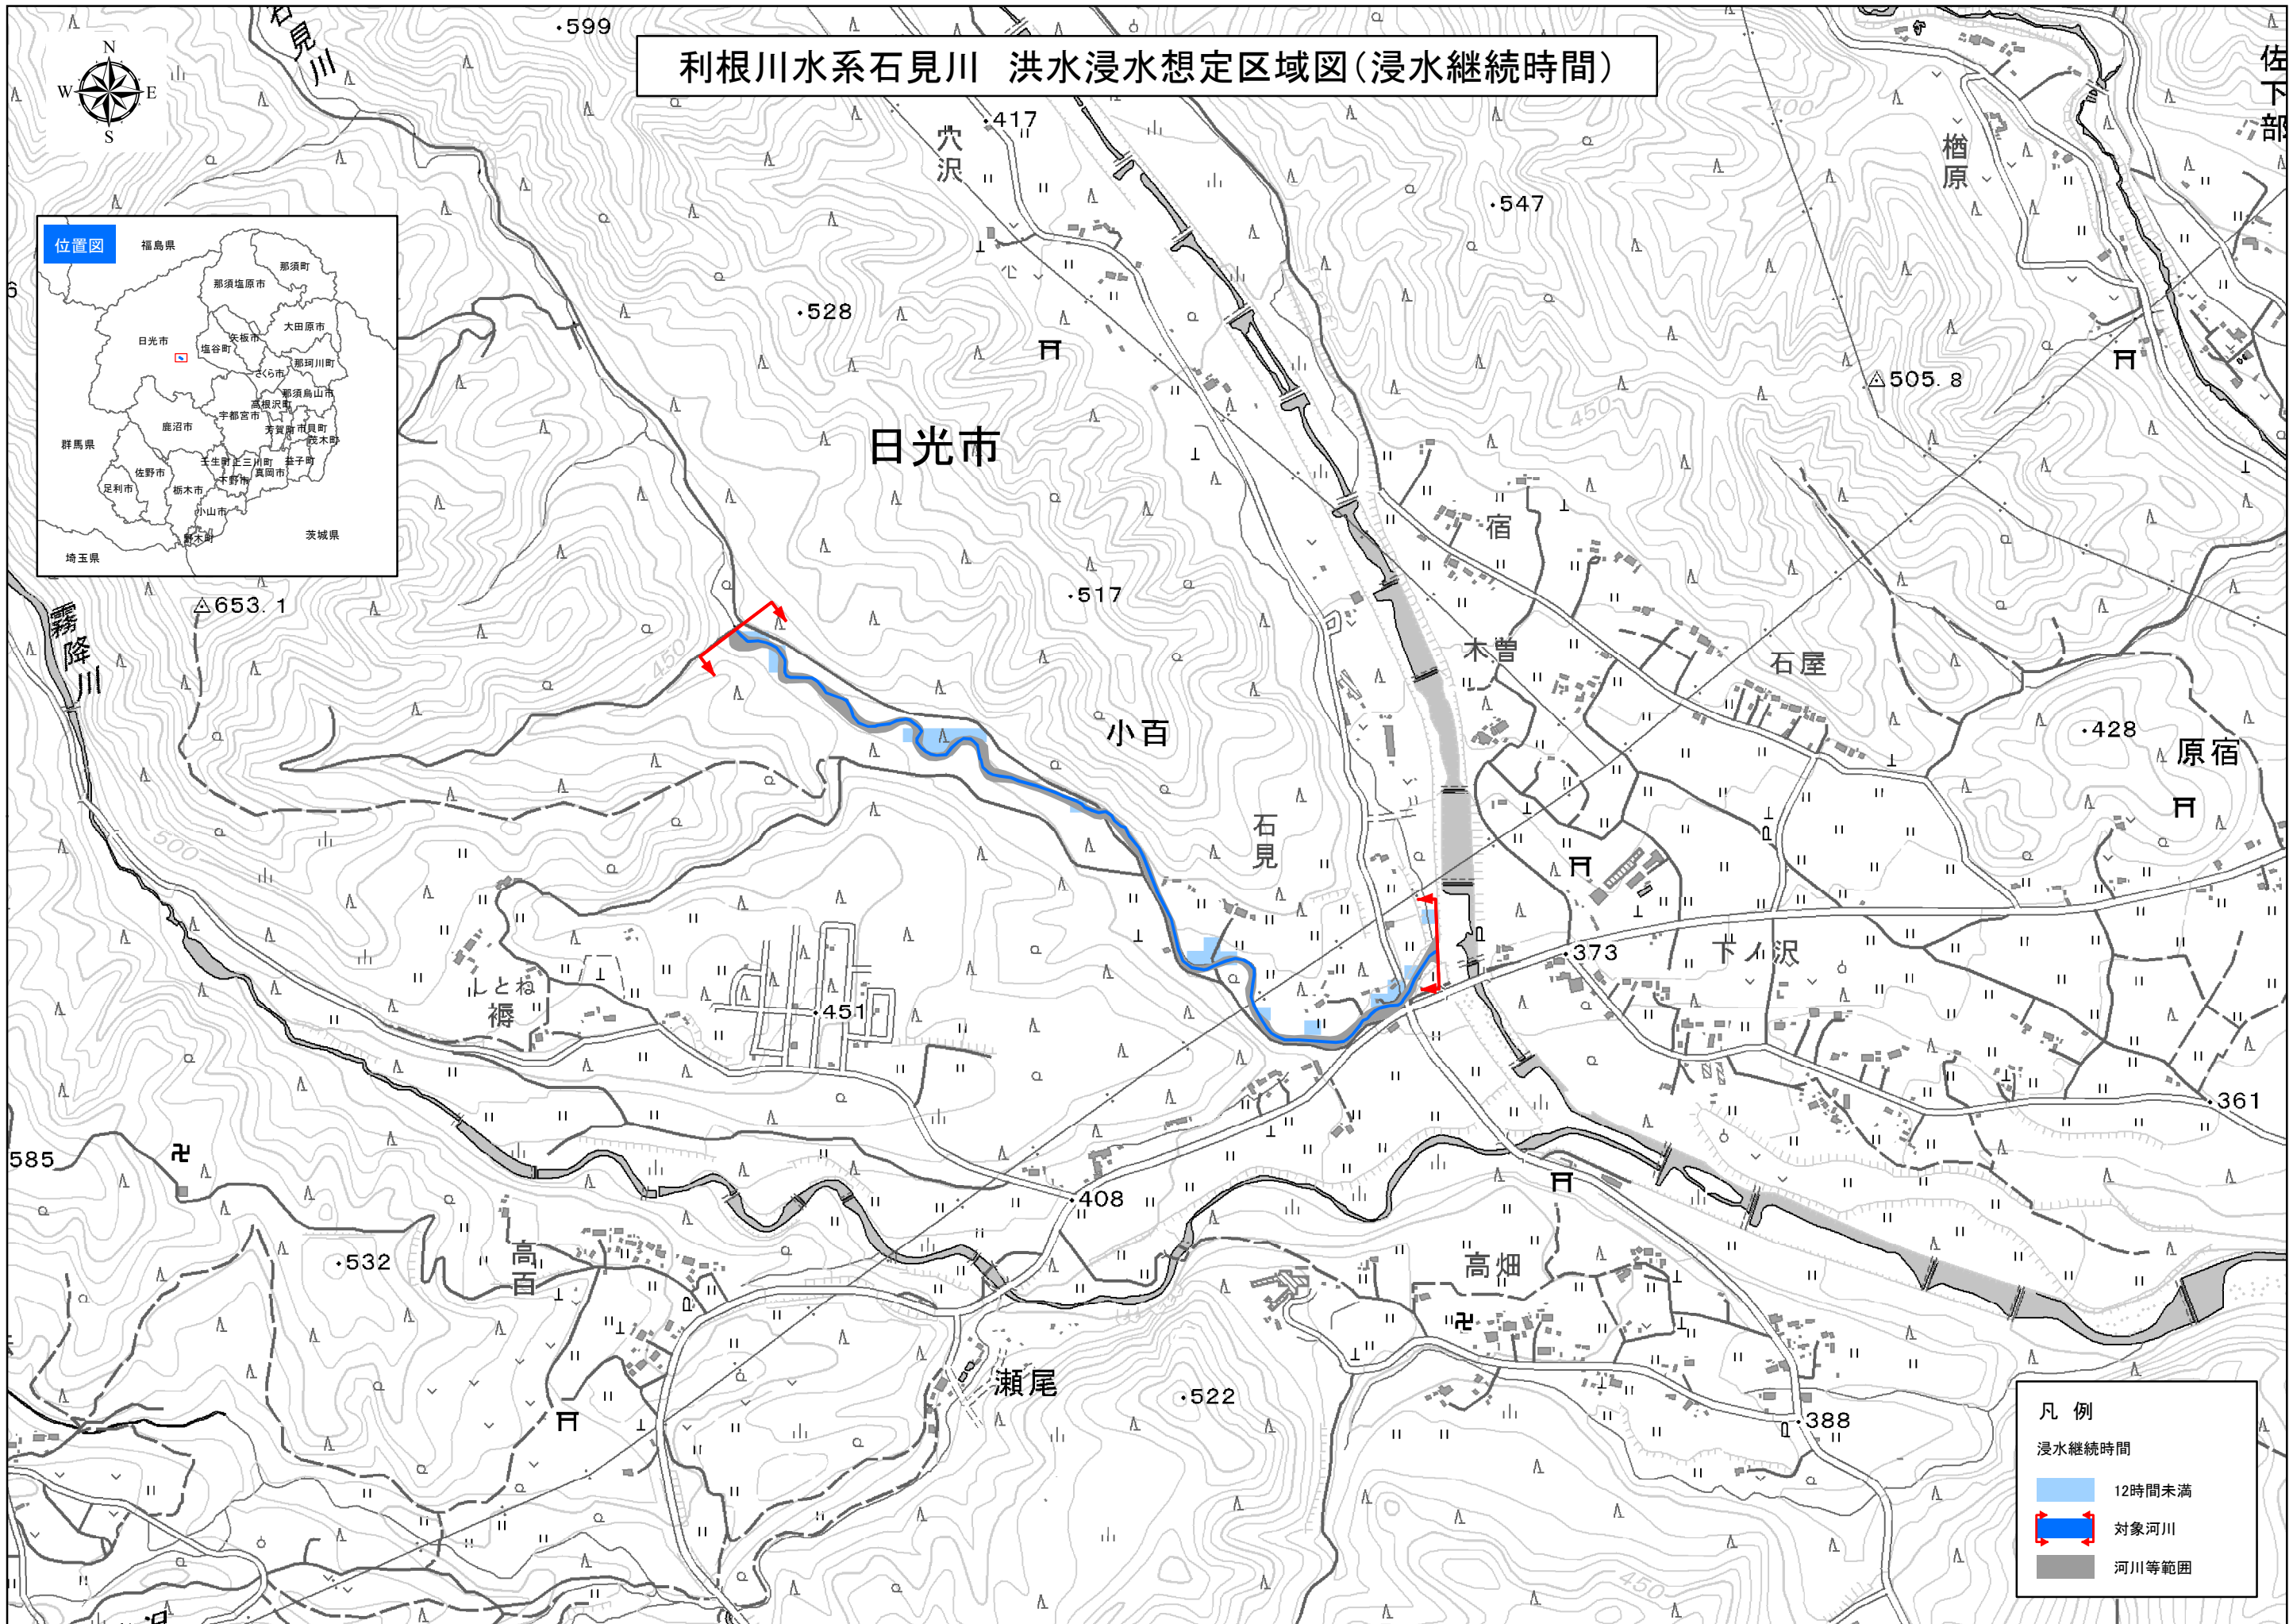 利根川水系石見川 洪水浸水想定区域図(浸水継続時間)
石見川
・599
N
W E
S
佐下部
・417
穴沢
400
楢原
・547
位置図
福島県
那須町
那須塩原市
大田原市
日光市
矢板市
塩谷町
那珂川町
さくら市
那須烏山市
高根沢町
宇都宮市
鹿沼市
芳賀町
市貝町
茂木町
群馬県
壬生町
上三川町
益子町
佐野市
真岡市
下野市
足利市
栃木市
小山市
野木町
茨城県
埼玉県
・528
505.8
450
日光市
宿
653.1
・517
霧降川
450
木曽
石屋
小百
・428
原宿
石見
500
しとね
褥
・451
・373
下ノ沢
・361
585
・408
・532
高百
高畑
瀬尾
・522
・388
450
凡 例
浸水継続時間
12時間未満
対象河川
河川等範囲